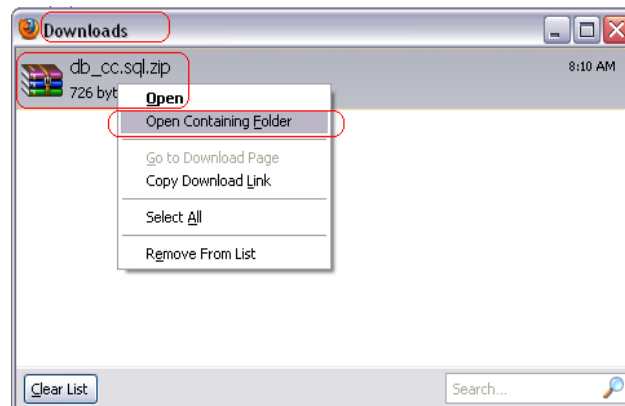 Downloads
db_cc.sql.zip
8:10 AM
726 byt
Open
Open Containing Folder
Go to Download Page
Copy Download Link
Select All
Remove From List
Clear List
Search...